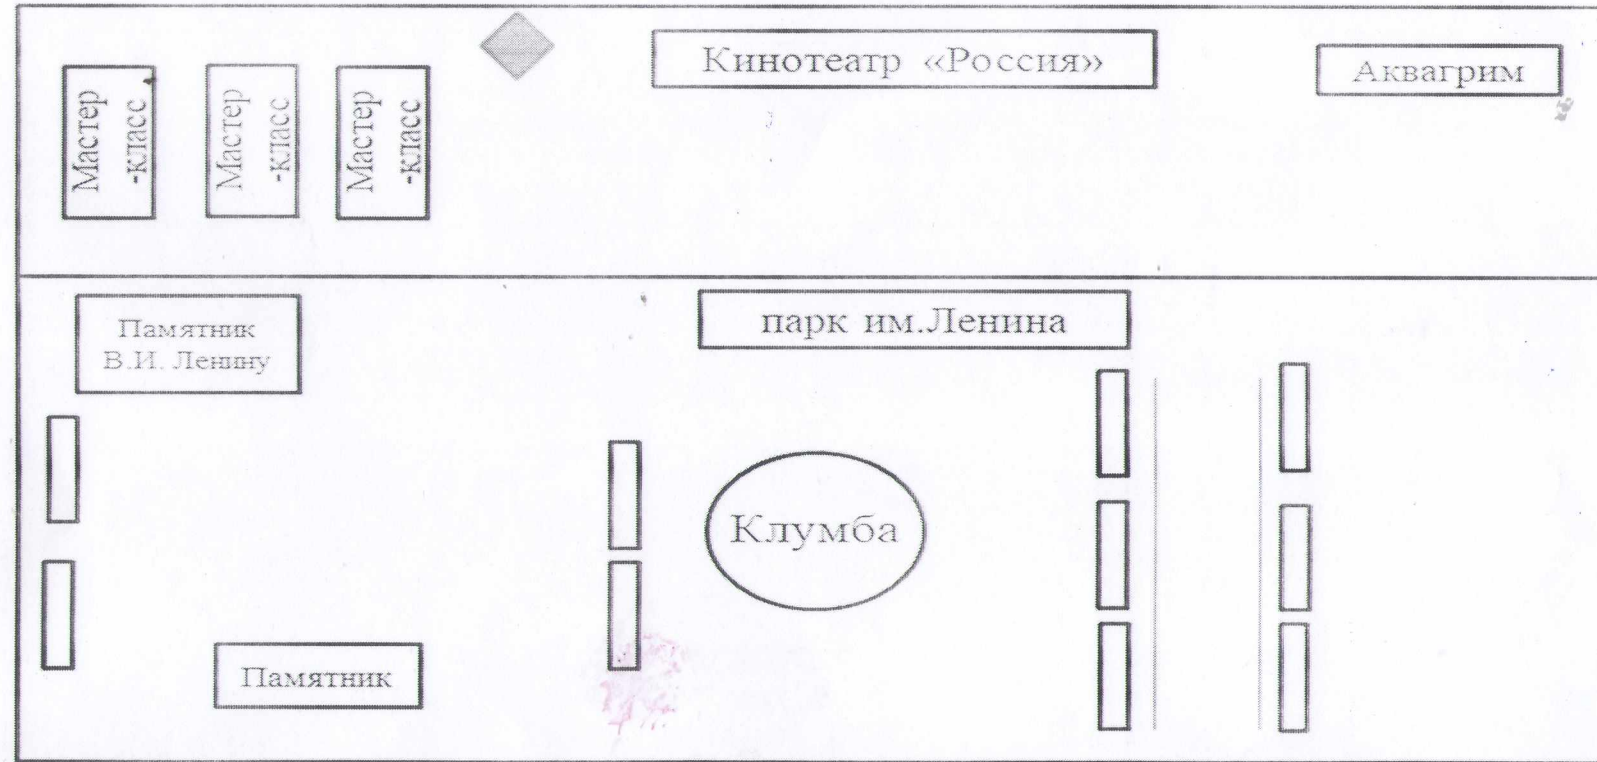 Кинотеатр «Россия»
Аквагрим
Мастер
-класс
Мастер
-класс
Мастер
-класс
Памятник
В.И. Ленину
парк им.Ленина
Клумба
Памятник